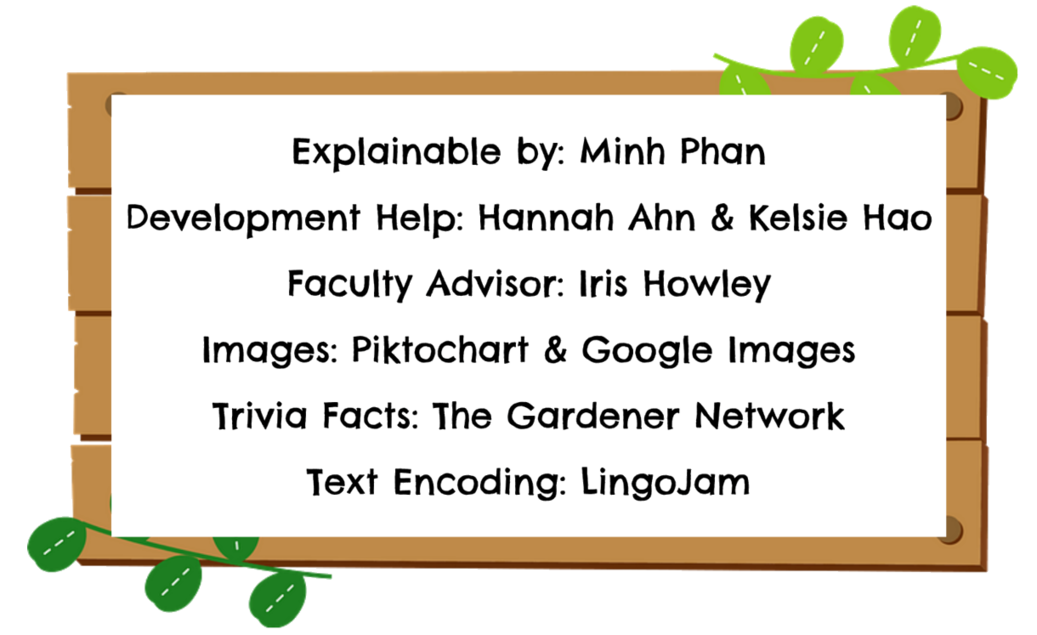 Explainable by: Minh Phan
Development Help: Hannah Ahn & Kelsie Hao
Faculty Advisor: Iris Howley
Images: Piktochart & Google Images
Trivia Facts: The Gardener Network
Text Encoding: LingoJam